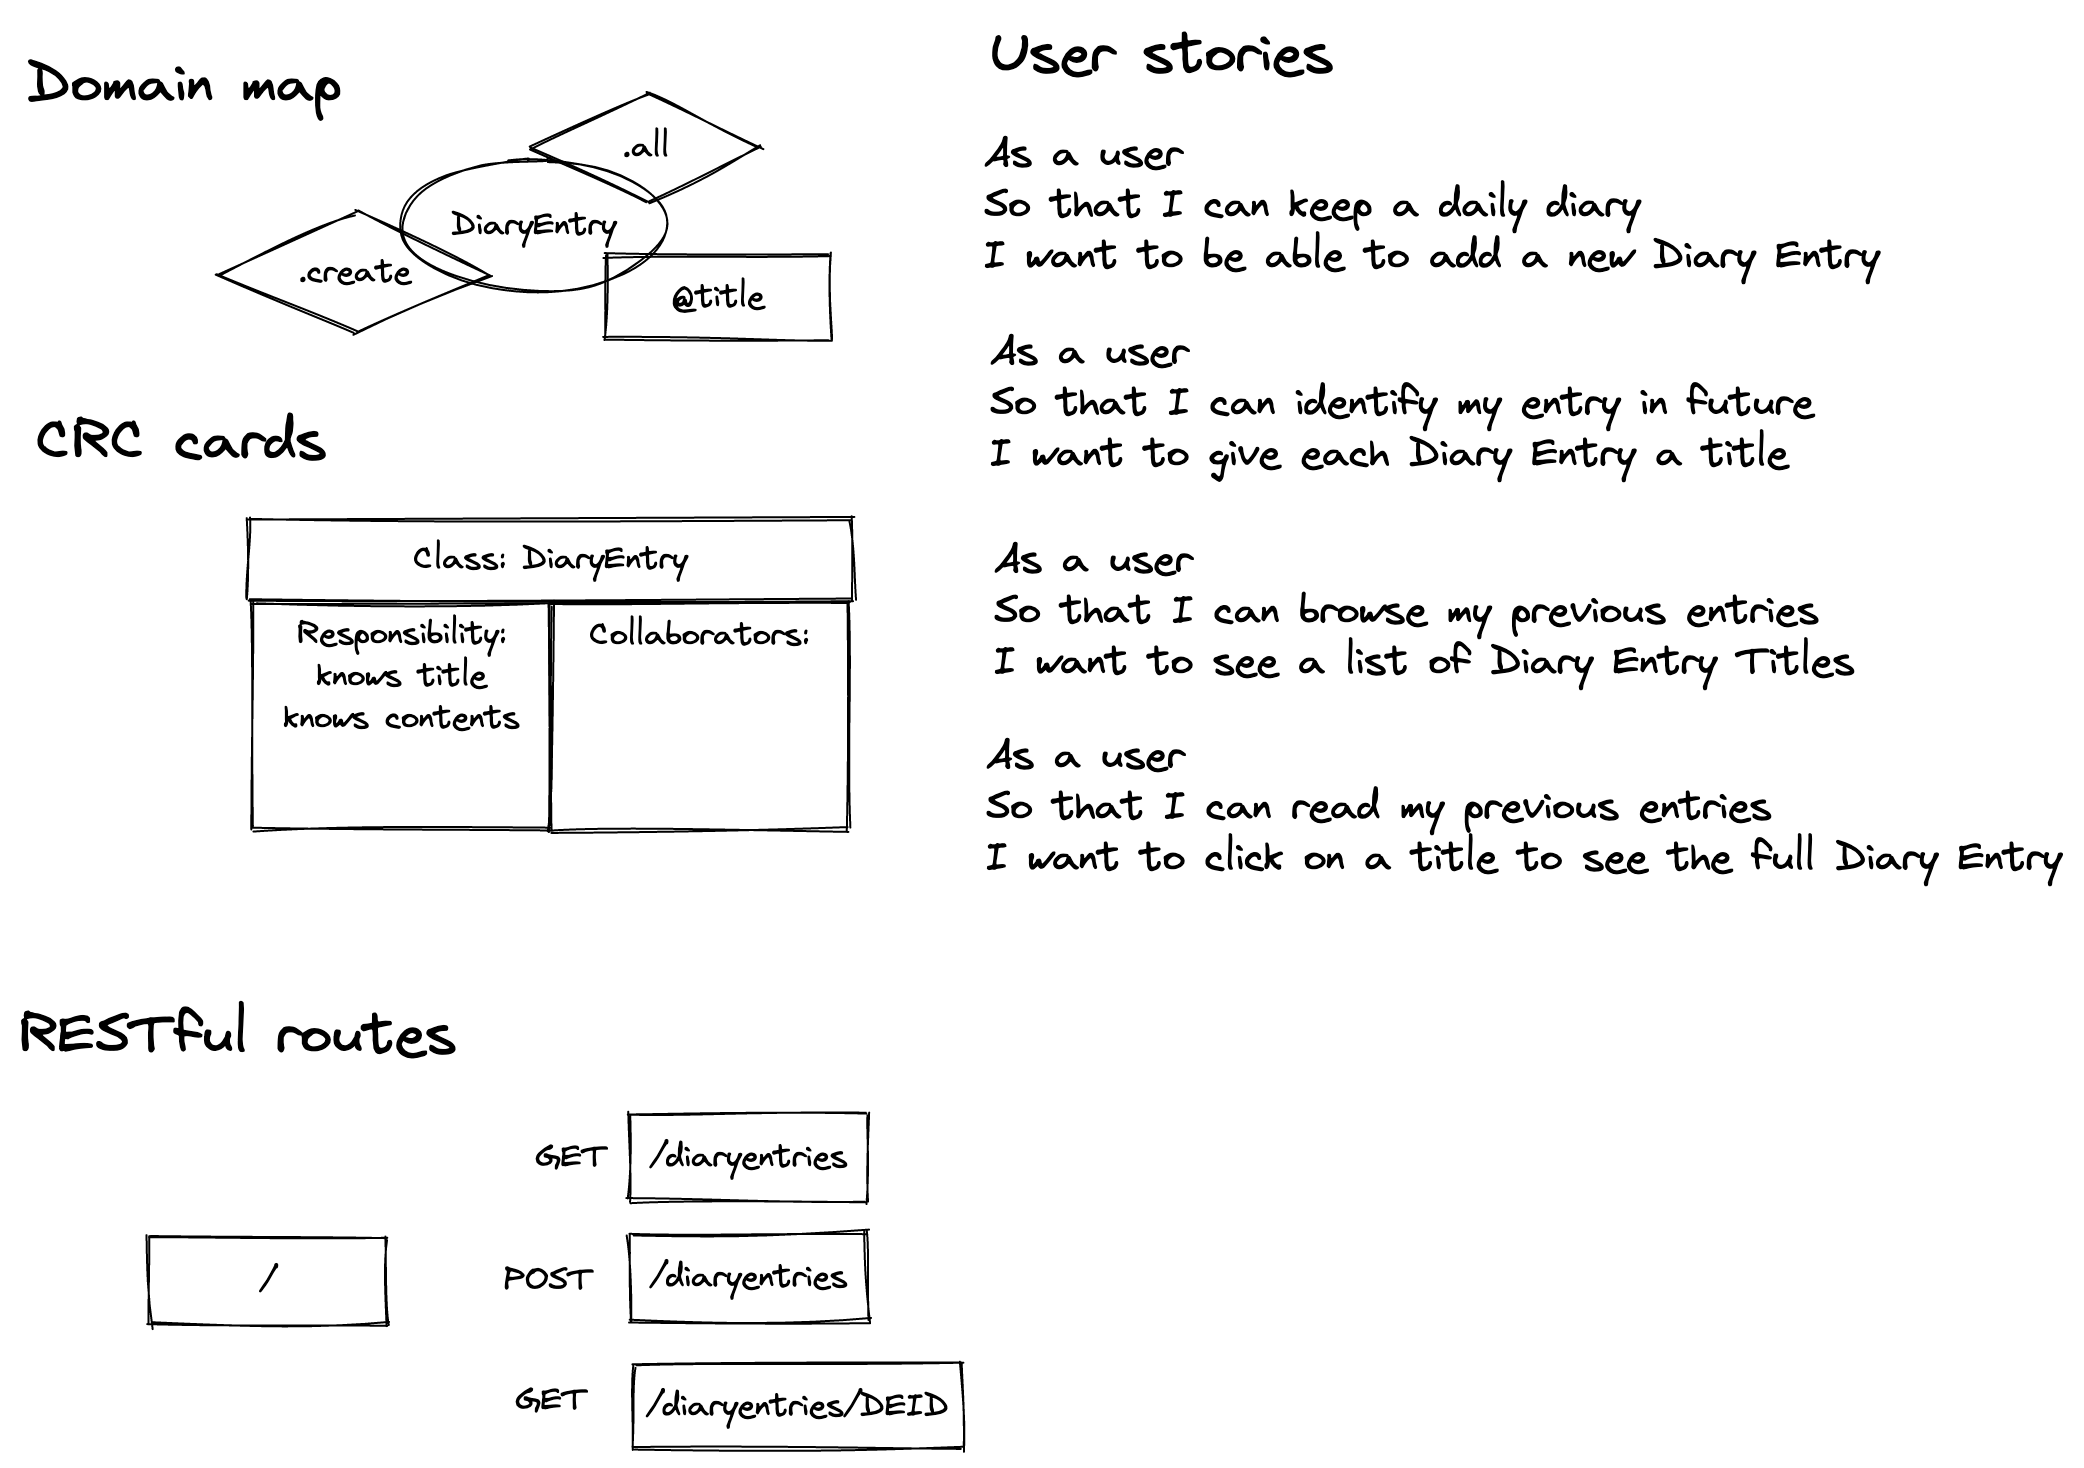 Domain map
.all
DiaryEntry
.create
@title
CRC cards
Class: DiaryEntry
Responsibility:
knows title
knows contents
Collaborators:
User stories
As a user
So that I can keep a daily diary
I want to be able to add a new Diary Entry
As a user
So that I can identify my entry in future
I want to give each Diary Entry a title
As a user
So that I can browse my previous entries
I want to see a list of Diary Entry Titles
As a user
So that I can read my previous entries
I want to click on a title to see the full Diary Entry
RESTful routes
/
GET /diaryentries
POST /diaryentries
GET /diaryentries/DEID